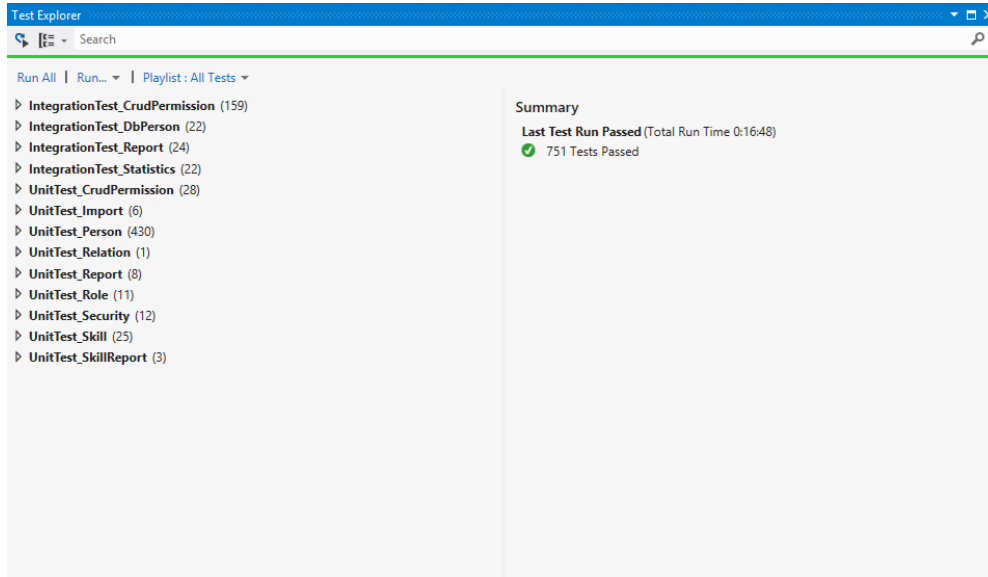 Test Explorer
Search
Run All | Run... | Playlist : All Tests
IntegrationTest_CrudPermission (159)
IntegrationTest_DbPerson (22)
IntegrationTest_Report (24)
IntegrationTest_Statistics (22)
UnitTest_CrudPermission (28)
UnitTest_Import (6)
UnitTest_Person (430)
UnitTest_Relation (1)
UnitTest_Report (8)
UnitTest_Role (11)
UnitTest_Security (12)
UnitTest_Skill (25)
UnitTest_SkillReport (3)
Summary
Last Test Run Passed (Total Run Time 0:16:48)
751 Tests Passed